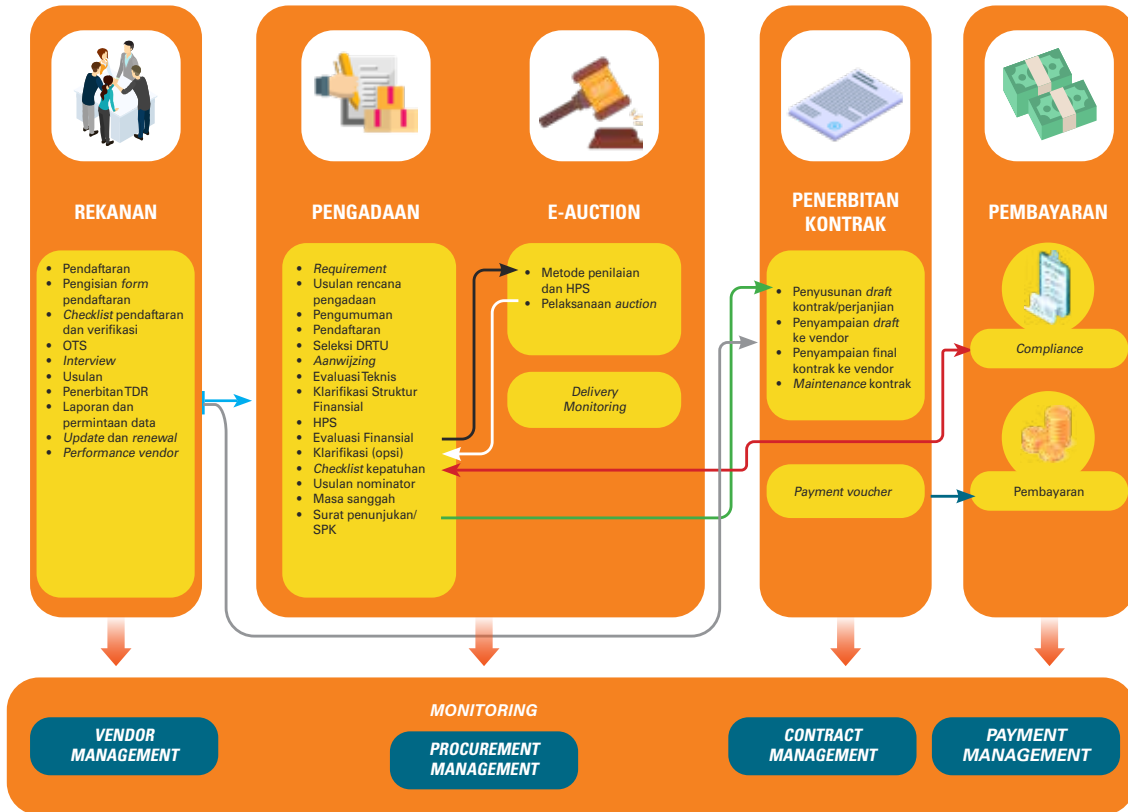 REKANAN
• Pendaftaran
• Pengisian form
pendaftaran
• Checklist pendaftaran
dan verifikasi
• OTS
• Interview
• Usulan
• Penerbitan TDR
• Laporan dan
permintaan data
• Update dan renewal
• Performance vendor
PENGADAAN
• Requirement
• Usulan rencana
pengadaan
• Pengumuman
• Pendaftaran
• Seleksi DRTU
• Aanwijzing
• Evaluasi Teknis
• Klarifikasi Struktur
Finansial
• HPS
• Evaluasi Finansial
• Klarifikasi (opsi)
• Checklist kepatuhan
• Usulan nominator
• Masa sanggah
• Surat penunjukan/
SPK
E-AUCTION
• Metode penilaian
dan HPS
• Pelaksanaan auction
Delivery
Monitoring
PENERBITAN
KONTRAK
• Penyusunan draft
kontrak/perjanjian
• Penyampaian draft
ke vendor
• Penyampaian final
kontrak ke vendor
• Maintenance kontrak
Payment voucher
PEMBAYARAN
Compliance
Pembayaran
MONITORING
VENDOR
MANAGEMENT
PROCUREMENT
MANAGEMENT
CONTRACT
MANAGEMENT
PAYMENT
MANAGEMENT